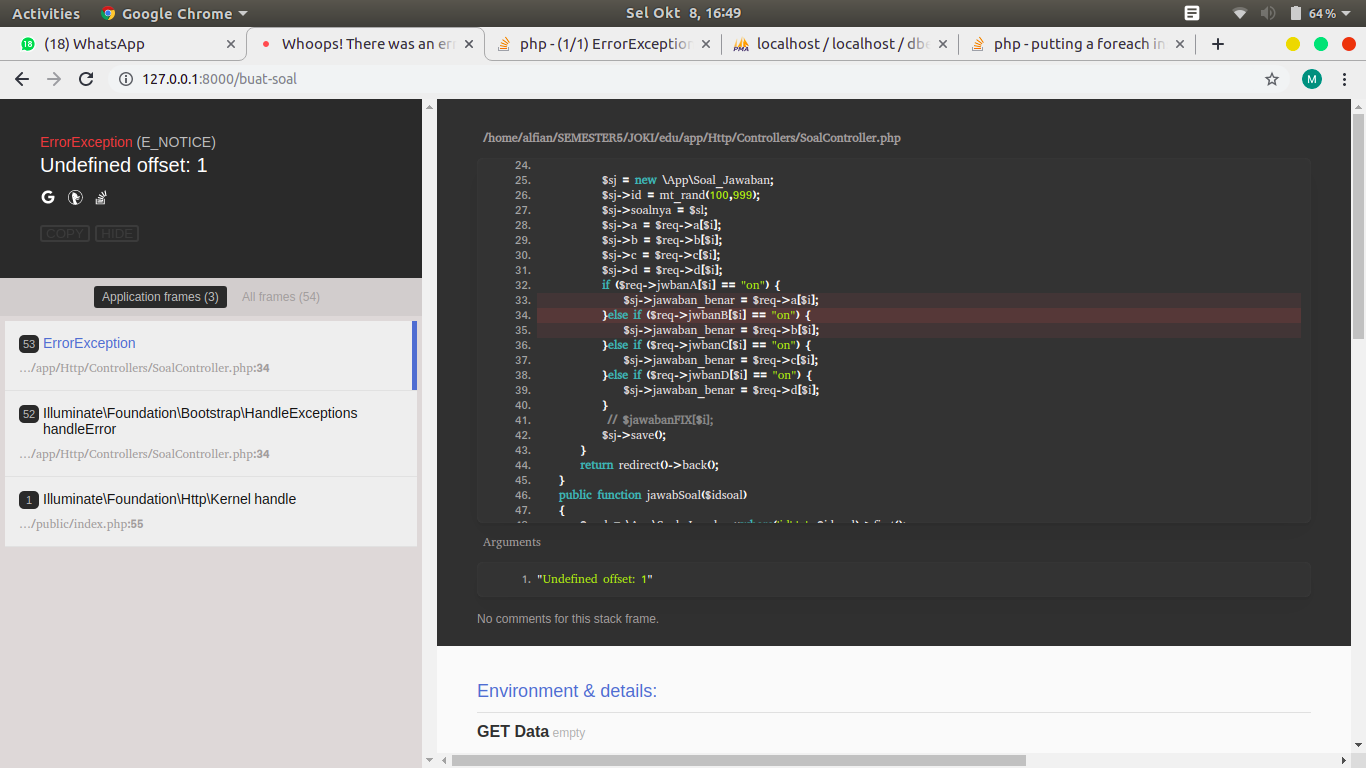 Activities
Google Chrome
Sel Okt 8, 16:49
64 %
18
(18) WhatsApp
Whoops! There was an err
php - (1/1) ErrorException
PMA
localhost / localhost / dbe
php - putting a foreach in
127.0.0.1:8000/buat-soal
M
ErrorException (E_NOTICE)
Undefined offset: 1
G
COPY HIDE
Application frames (3)
All frames (54)
53 ErrorException
…/app/Http/Controllers/SoalController.php:34
52 Illuminate\Foundation\Bootstrap\HandleExceptions
handleError
…/app/Http/Controllers/SoalController.php:34
1 Illuminate\Foundation\Http\Kernel handle
…/public/index.php:55
/home/alfian/SEMESTER5/JOKI/edu/app/Http/Controllers/SoalController.php
24.
25. $sj = new \App\Soal_Jawaban;
26. $sj->id = mt_rand(100,999);
27. $sj->soalnya = $sl;
28. $sj->a = $req->a[$i];
29. $sj->b = $req->b[$i];
30. $sj->c = $req->c[$i];
31. $sj->d = $req->d[$i];
32. if ($req->jwbanA[$i] == "on") {
33. $sj->jawaban_benar = $req->a[$i];
34. }else if ($req->jwbanB[$i] == "on") {
35. $sj->jawaban_benar = $req->b[$i];
36. }else if ($req->jwbanC[$i] == "on") {
37. $sj->jawaban_benar = $req->c[$i];
38. }else if ($req->jwbanD[$i] == "on") {
39. $sj->jawaban_benar = $req->d[$i];
40. }
41. // $jawabanFIX[$i];
42. $sj->save();
43. }
44. return redirect()->back();
45. }
46. public function jawabSoal($idsoal)
47. {
Arguments
1. "Undefined offset: 1"
No comments for this stack frame.
Environment & details:
GET Data empty